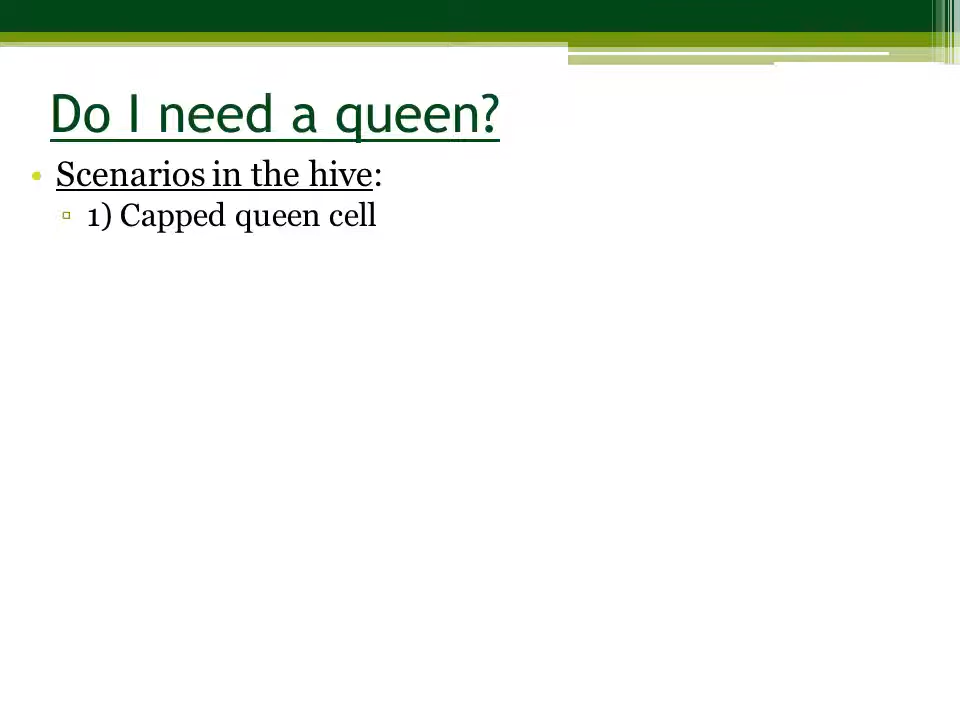 Do I need a queen?
• Scenarios in the hive:
▫ 1) Capped queen cell